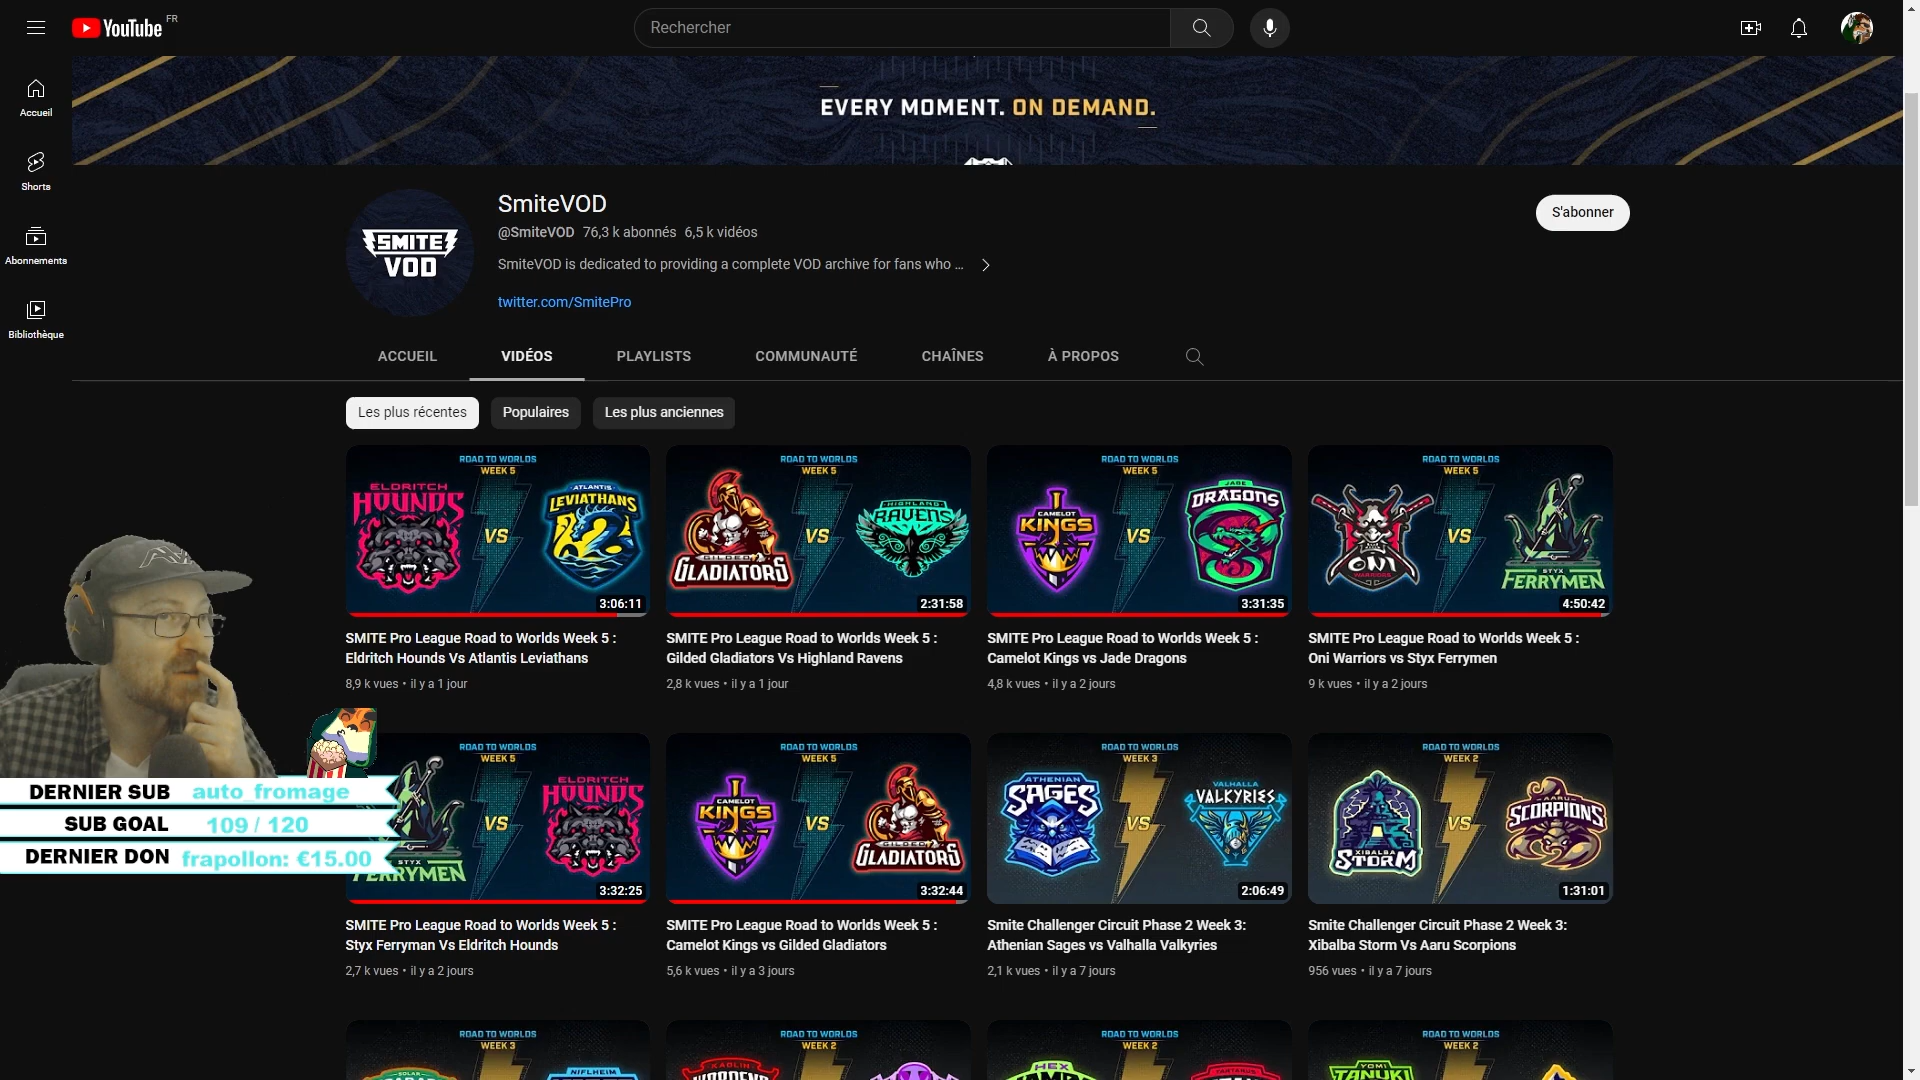 YouTube FR
Rechercher
Accueil
Shorts
Abonnements
Bibliothèque
EVERY MOMENT. ON DEMAND.
SMITE
VOD
SmiteVOD
@SmiteVOD 76,3 k abonnés 6,5 k vidéos
SmiteVOD is dedicated to providing a complete VOD archive for fans who ...
twitter.com/SmitePro
S'abonner
ACCUEIL VIDÉOS PLAYLISTS COMMUNAUTÉ CHAÎNES À PROPOS
Les plus récentes Populaires Les plus anciennes
ROAD TO WORLDS
WEEK 5
ELDRITCH
HOUNDS
VS
ATLANTIS
LEVIATHANS
3:06:11
SMITE Pro League Road to Worlds Week 5 :
Eldritch Hounds Vs Atlantis Leviathans
8,9 k vues • il y a 1 jour
ROAD TO WORLDS
WEEK 5
GILDED
GLADIATORS
VS
HIGHLAND
RAVENS
2:31:58
SMITE Pro League Road to Worlds Week 5 :
Gilded Gladiators Vs Highland Ravens
2,8 k vues • il y a 1 jour
ROAD TO WORLDS
WEEK 5
CAMELOT
KINGS
VS
JADE
DRAGONS
3:31:35
SMITE Pro League Road to Worlds Week 5 :
Camelot Kings vs Jade Dragons
4,8 k vues • il y a 2 jours
ROAD TO WORLDS
WEEK 5
ONI
WARRIORS
VS
STYX
FERRYMEN
4:50:42
SMITE Pro League Road to Worlds Week 5 :
Oni Warriors vs Styx Ferrymen
9 k vues • il y a 2 jours
ROAD TO WORLDS
WEEK 5
STYX
FERRYMEN
VS
ELDRITCH
HOUNDS
3:32:25
SMITE Pro League Road to Worlds Week 5 :
Styx Ferryman Vs Eldritch Hounds
2,7 k vues • il y a 2 jours
ROAD TO WORLDS
WEEK 5
CAMELOT
KINGS
VS
GILDED
GLADIATORS
3:32:44
SMITE Pro League Road to Worlds Week 5 :
Camelot Kings vs Gilded Gladiators
5,6 k vues • il y a 3 jours
ROAD TO WORLDS
WEEK 3
ATHENIAN
SAGES
VS
VALHALLA
VALKYRIES
2:06:49
Smite Challenger Circuit Phase 2 Week 3:
Athenian Sages vs Valhalla Valkyries
2,1 k vues • il y a 7 jours
ROAD TO WORLDS
WEEK 2
XIBALBA
STORM
VS
AARU
SCORPIONS
1:31:01
Smite Challenger Circuit Phase 2 Week 3:
Xibalba Storm Vs Aaru Scorpions
956 vues • il y a 7 jours
DERNIER SUB auto_fromage
SUB GOAL 109 / 120
DERNIER DON frapollon: €15.00
ROAD TO WORLDS
WEEK 3
SOLAR
NIFLHEIM
ROAD TO WORLDS
WEEK 2
KAOLIN
ROAD TO WORLDS
WEEK 2
HEX
TARTARUS
ROAD TO WORLDS
WEEK 2
YOMI
TANUKI